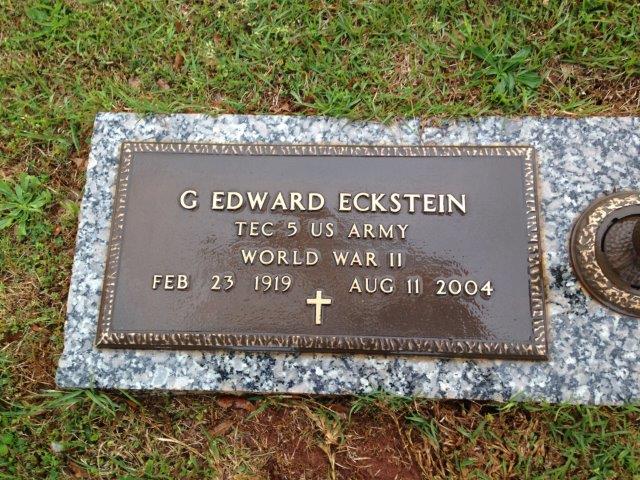 G EDWARD ECKSTEIN
TEC 5 US ARMY
WORLD WAR II
FEB 23 1919 AUG 11 2004